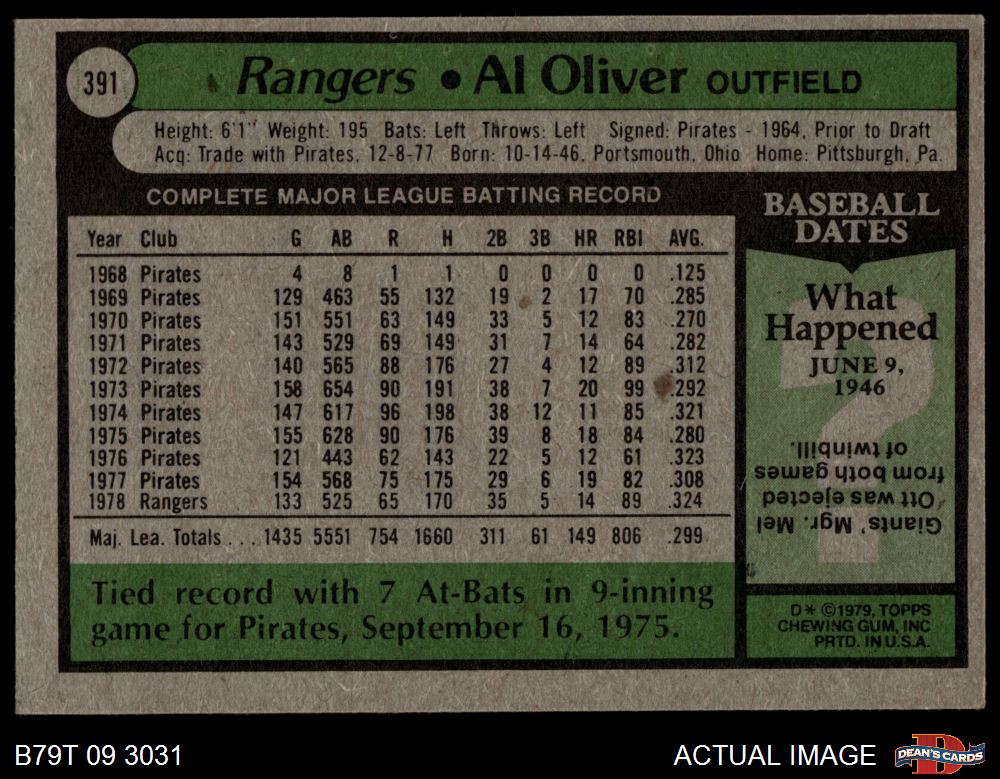 391
Rangers • Al Oliver OUTFIELD
Height: 6'1" Weight: 195 Bats: Left Throws: Left Signed: Pirates - 1964, Prior to Draft
Acq: Trade with Pirates, 12-8-77 Born: 10-14-46, Portsmouth, Ohio Home: Pittsburgh, Pa.
COMPLETE MAJOR LEAGUE BATTING RECORD
Year Club G AB R H 2B 3B HR RBI AVG.
1968 Pirates 4 8 1 1 0 0 0 0 .125
1969 Pirates 129 463 55 132 19 2 17 70 .285
1970 Pirates 151 551 63 149 33 5 12 83 .270
1971 Pirates 143 529 69 149 31 7 14 64 .282
1972 Pirates 140 565 88 176 27 4 12 89 .312
1973 Pirates 158 654 90 191 38 7 20 99 .292
1974 Pirates 147 617 96 198 38 12 11 85 .321
1975 Pirates 155 628 90 176 39 8 18 84 .280
1976 Pirates 121 443 62 143 22 5 12 61 .323
1977 Pirates 154 568 75 175 29 6 19 82 .308
1978 Rangers 133 525 65 170 35 5 14 89 .324
Maj. Lea. Totals . . . 1435 5551 754 1660 311 61 149 806 .299
Tied record with 7 At-Bats in 9-inning
game for Pirates, September 16, 1975.
BASEBALL
DATES
What
Happened
JUNE 9,
1946
?
Giants' Mgr. Mel
Ott was ejected
from both games
of twinbill.
D* ©1979, TOPPS
CHEWING GUM, INC
PRTD. IN U.S.A.
B79T 09 3031
ACTUAL IMAGE
D
DEAN'S CARDS